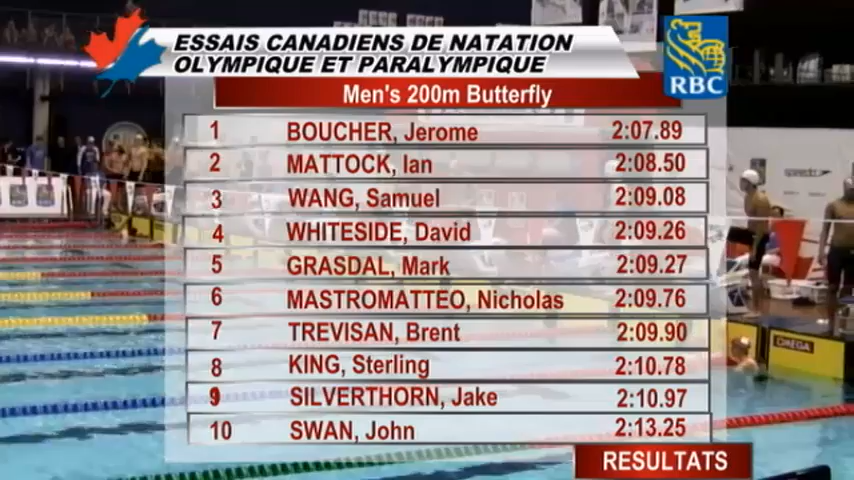 ESSAIS CANADIENS DE NATATION
OLYMPIQUE ET PARALYMPIQUE
RBC
Men's 200m Butterfly
1 BOUCHER, Jerome 2:07.89
2 MATTOCK, Ian 2:08.50
3 WANG, Samuel 2:09.08
4 WHITESIDE, David 2:09.26
5 GRASDAL, Mark 2:09.27
6 MASTROMATTEO, Nicholas 2:09.76
7 TREVISAN, Brent 2:09.90
8 KING, Sterling 2:10.78
9 SILVERTHORN, Jake 2:10.97
10 SWAN, John 2:13.25
RESULTATS
speedo
OMEGA